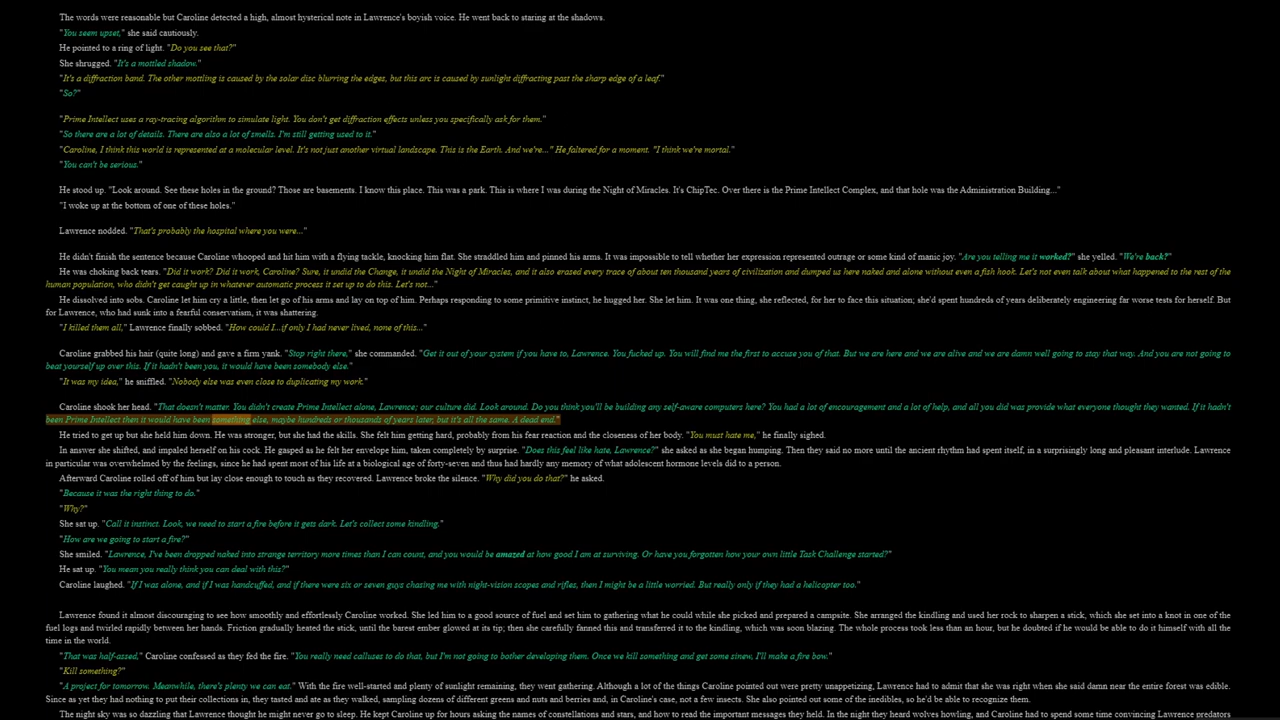 The words were reasonable but Caroline detected a high, almost hysterical note in Lawrence's boyish voice. He went back to staring at the shadows.
"You seem upset," she said cautiously.
He pointed to a ring of light. "Do you see that?"
She shrugged. "It's a mottled shadow."
"It's a diffraction band. The other mottling is caused by the solar disc blurring the edges, but this arc is caused by sunlight diffracting past the sharp edge of a leaf."
"So?"
"Prime Intellect uses a ray-tracing algorithm to simulate light. You don't get diffraction effects unless you specifically ask for them."
"So there are a lot of details. There are also a lot of smells. I'm still getting used to it."
"Caroline, I think this world is represented at a molecular level. It's not just another virtual landscape. This is the Earth. And we're..." He faltered for a moment. "I think we're mortal."
"You can't be serious."
He stood up. "Look around. See these holes in the ground? Those are basements. I know this place. This was a park. This is where I was during the Night of Miracles. It's ChipTec. Over there is the Prime Intellect Complex, and that hole was the Administration Building..."
"I woke up at the bottom of one of these holes."
Lawrence nodded. "That's probably the hospital where you were..."
He didn't finish the sentence because Caroline whooped and hit him with a flying tackle, knocking him flat. She straddled him and pinned his arms. It was impossible to tell whether her expression represented outrage or some kind of manic joy. "Are you telling me it worked?" she yelled. "We're back?"
He was choking back tears. "Did it work? Did it work, Caroline? Sure, it undid the Change, it undid the Night of Miracles, and it also erased every trace of about ten thousand years of civilization and dumped us here naked and alone without even a fish hook. Let's not even talk about what happened to the rest of the
human population, who didn't get caught up in whatever automatic process it set up to do this. Let's not..."
He dissolved into sobs. Caroline let him cry a little, then let go of his arms and lay on top of him. Perhaps responding to some primitive instinct, he hugged her. She let him. It was one thing, she reflected, for her to face this situation; she'd spent hundreds of years deliberately engineering far worse tests for herself. But
for Lawrence, who had sunk into a fearful conservatism, it was shattering.
"I killed them all," Lawrence finally sobbed. "How could I...if only I had never lived, none of this..."
Caroline grabbed his hair (quite long) and gave a firm yank. "Stop right there," she commanded. "Get it out of your system if you have to, Lawrence. You fucked up. You will find me the first to accuse you of that. But we are here and we are alive and we are damn well going to stay that way. And you are not going to
beat yourself up over this. If it hadn't been you, it would have been somebody else."
"It was my idea," he sniffled. "Nobody else was even close to duplicating my work."
Caroline shook her head. "That doesn't matter. You didn't create Prime Intellect alone, Lawrence; our culture did. Look around. Do you think you'll be building any self-aware computers here? You had a lot of encouragement and a lot of help, and all you did was provide what everyone thought they wanted. If it hadn't
been Prime Intellect then it would have been something else, maybe hundreds or thousands of years later, but it's all the same. A dead end."
He tried to get up but she held him down. He was stronger, but she had the skills. She felt him getting hard, probably from his fear reaction and the closeness of her body. "You must hate me," he finally sighed.
In answer she shifted, and impaled herself on his cock. He gasped as he felt her envelop him, taken completely by surprise. "Does this feel like hate, Lawrence?" she asked as she began humping. Then they said no more until the ancient rhythm had spent itself, in a surprisingly long and pleasant interlude. Lawrence
in particular was overwhelmed by the feelings, since he had spent most of his life at a biological age of forty-seven and thus had hardly any memory of what adolescent hormone levels did to a person.
Afterward Caroline rolled off of him but lay close enough to touch as they recovered. Lawrence broke the silence. "Why did you do that?" he asked.
"Because it was the right thing to do."
"Why?"
She sat up. "Call it instinct. Look, we need to start a fire before it gets dark. Let's collect some kindling."
"How are we going to start a fire?"
She smiled. "Lawrence, I've been dropped naked into strange territory more times than I can count, and you would be amazed at how good I am at surviving. Or have you forgotten how your own little Task Challenge started?"
He sat up. "You mean you really think you can deal with this?"
Caroline laughed. "If I was alone, and if I was handcuffed, and if there were six or seven guys chasing me with night-vision scopes and rifles, then I might be a little worried. But really only if they had a helicopter too."
Lawrence found it almost discouraging to see how smoothly and effortlessly Caroline worked. She led him to a good source of fuel and set him to gathering what he could while she picked and prepared a campsite. She arranged the kindling and used her rock to sharpen a stick, which she set into a knot in one of the
fuel logs and twirled rapidly between her hands. Friction gradually heated the stick, until the barest ember glowed at its tip; then she carefully fanned this and transferred it to the kindling, which was soon blazing. The whole process took less than an hour, but he doubted if he would be able to do it himself with all the
time in the world.
"That was half-assed," Caroline confessed as they fed the fire. "You really need calluses to do that, but I'm not going to bother developing them. Once we kill something and get some sinew, I'll make a fire bow."
"Kill something?"
"A project for tomorrow. Meanwhile, there's plenty we can eat." With the fire well-started and plenty of sunlight remaining, they went gathering. Although a lot of the things Caroline pointed out were pretty unappetizing, Lawrence had to admit that she was right when she said damn near the entire forest was edible.
Since as yet they had nothing to put their collections in, they tasted and ate as they walked, sampling dozens of different greens and nuts and berries and, in Caroline's case, not a few insects. She also pointed out some of the inedibles, so he'd be able to recognize them.
The night sky was so dazzling that Lawrence thought he might never go to sleep. He kept Caroline up for hours asking the names of constellations and stars, and how to read the important messages they held. In the night they heard wolves howling, and Caroline had to spend some time convincing Lawrence predators